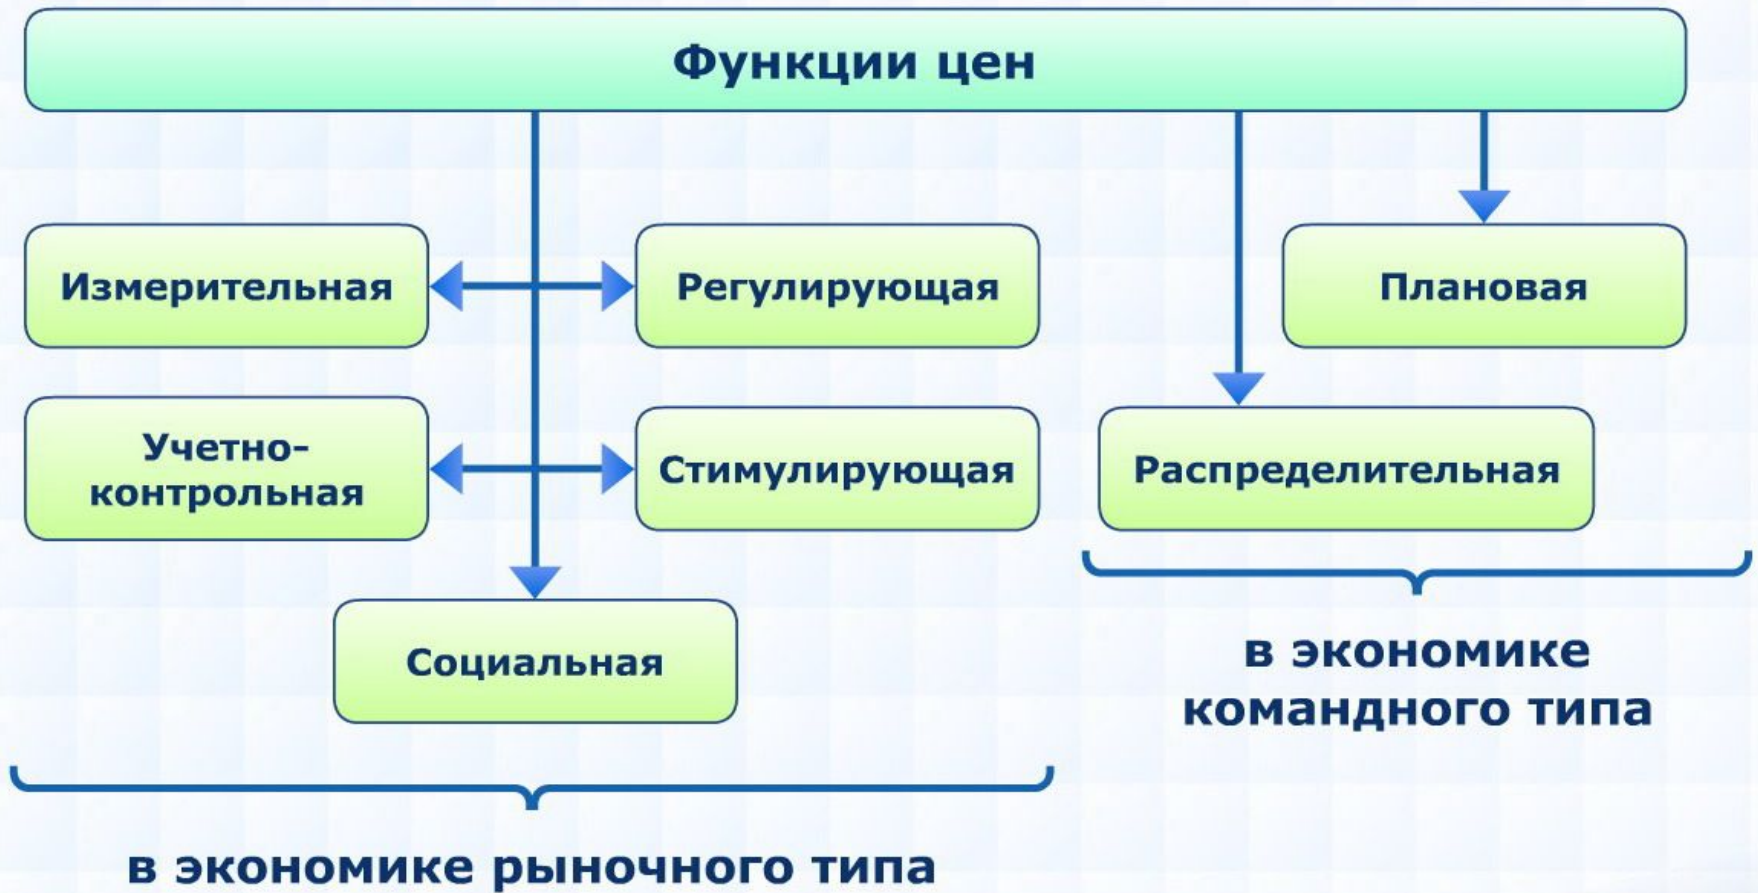 Функции цен
Измерительная
Регулирующая
Плановая
Учетно-
контрольная
Стимулирующая
Распределительная
Социальная
в экономике
командного типа
в экономике рыночного типа